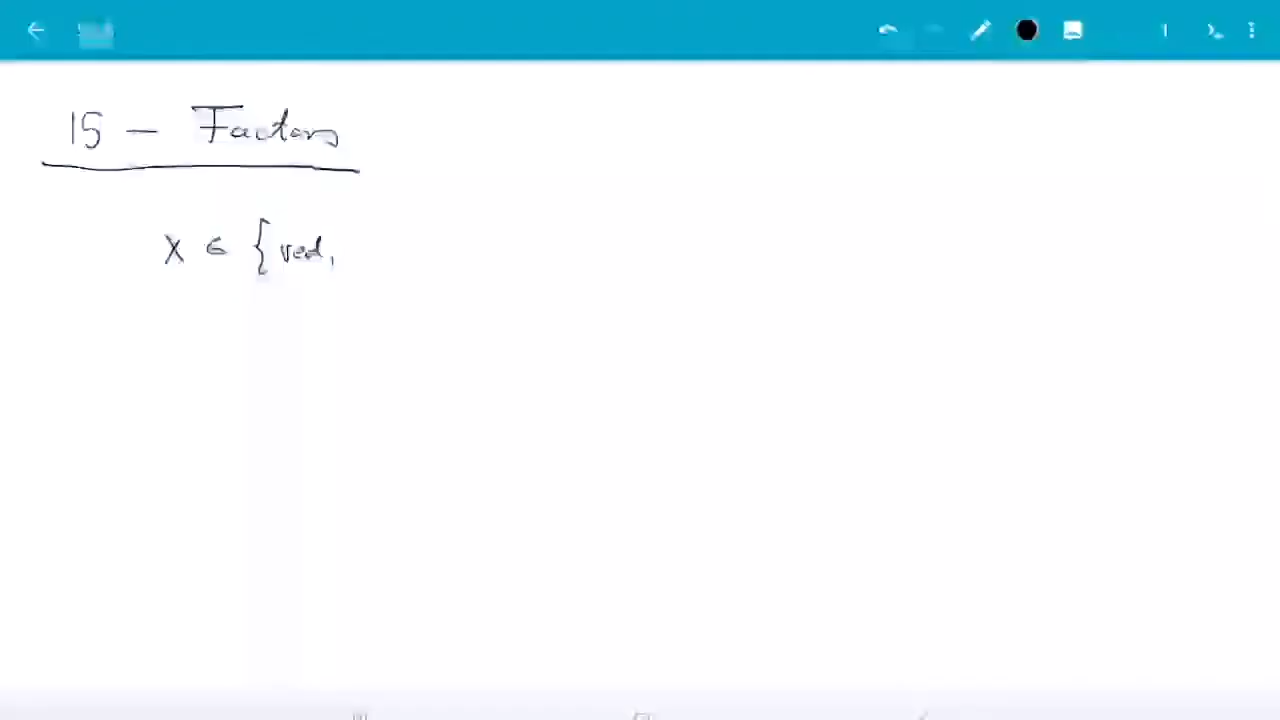 15 - Factors
X ∈ {red,